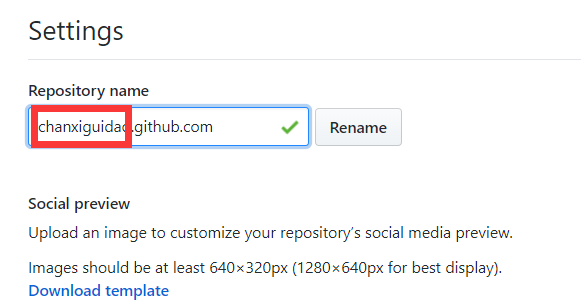 Settings
Repository name
chanxiguidao.github.com
Rename
Social preview
Upload an image to customize your repository's social media preview.
Images should be at least 640×320px (1280×640px for best display).
Download template